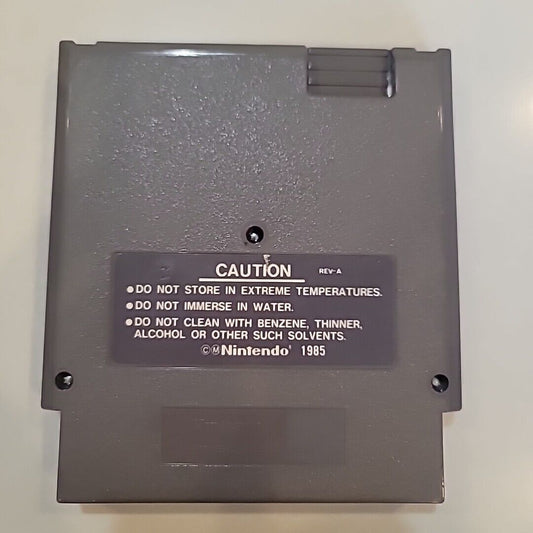 CAUTION REV-A
●DO NOT STORE IN EXTREME TEMPERATURES.
●DO NOT IMMERSE IN WATER.
●DO NOT CLEAN WITH BENZENE, THINNER,
ALCOHOL OR OTHER SUCH SOLVENTS.
©Ⓜ Nintendo 1985